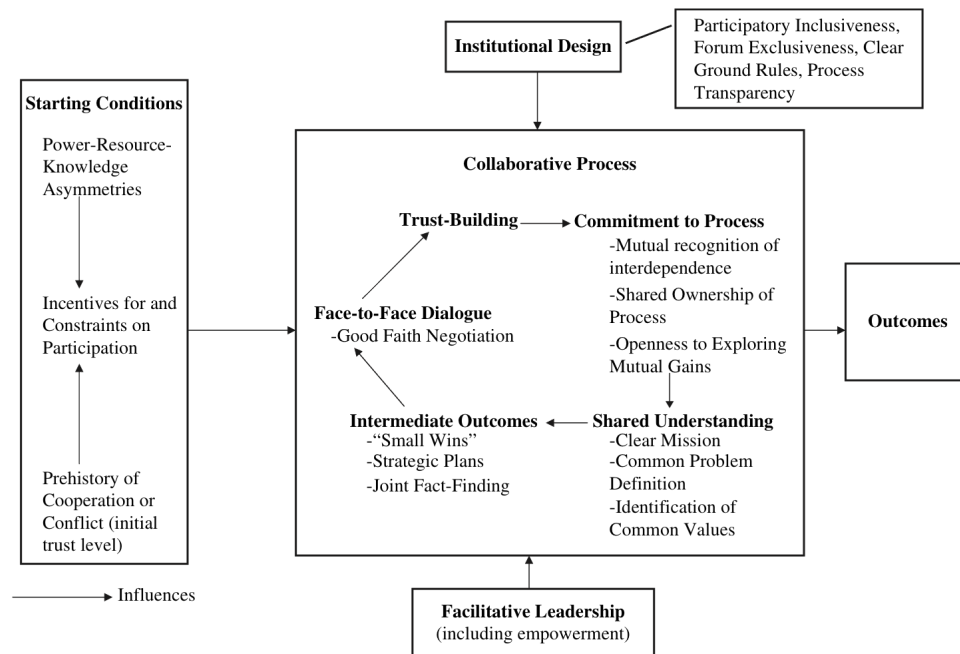 Institutional Design
Participatory Inclusiveness,
Forum Exclusiveness, Clear
Ground Rules, Process
Transparency
Starting Conditions
Power-Resource-
Knowledge
Asymmetries
Incentives for and
Constraints on
Participation
Prehistory of
Cooperation or
Conflict (initial
trust level)
Influences
Collaborative Process
Trust-Building
Commitment to Process
-Mutual recognition of
interdependence
-Shared Ownership of
Process
-Openness to Exploring
Mutual Gains
Face-to-Face Dialogue
-Good Faith Negotiation
Intermediate Outcomes
-“Small Wins”
-Strategic Plans
-Joint Fact-Finding
Shared Understanding
-Clear Mission
-Common Problem
Definition
-Identification of
Common Values
Outcomes
Facilitative Leadership
(including empowerment)